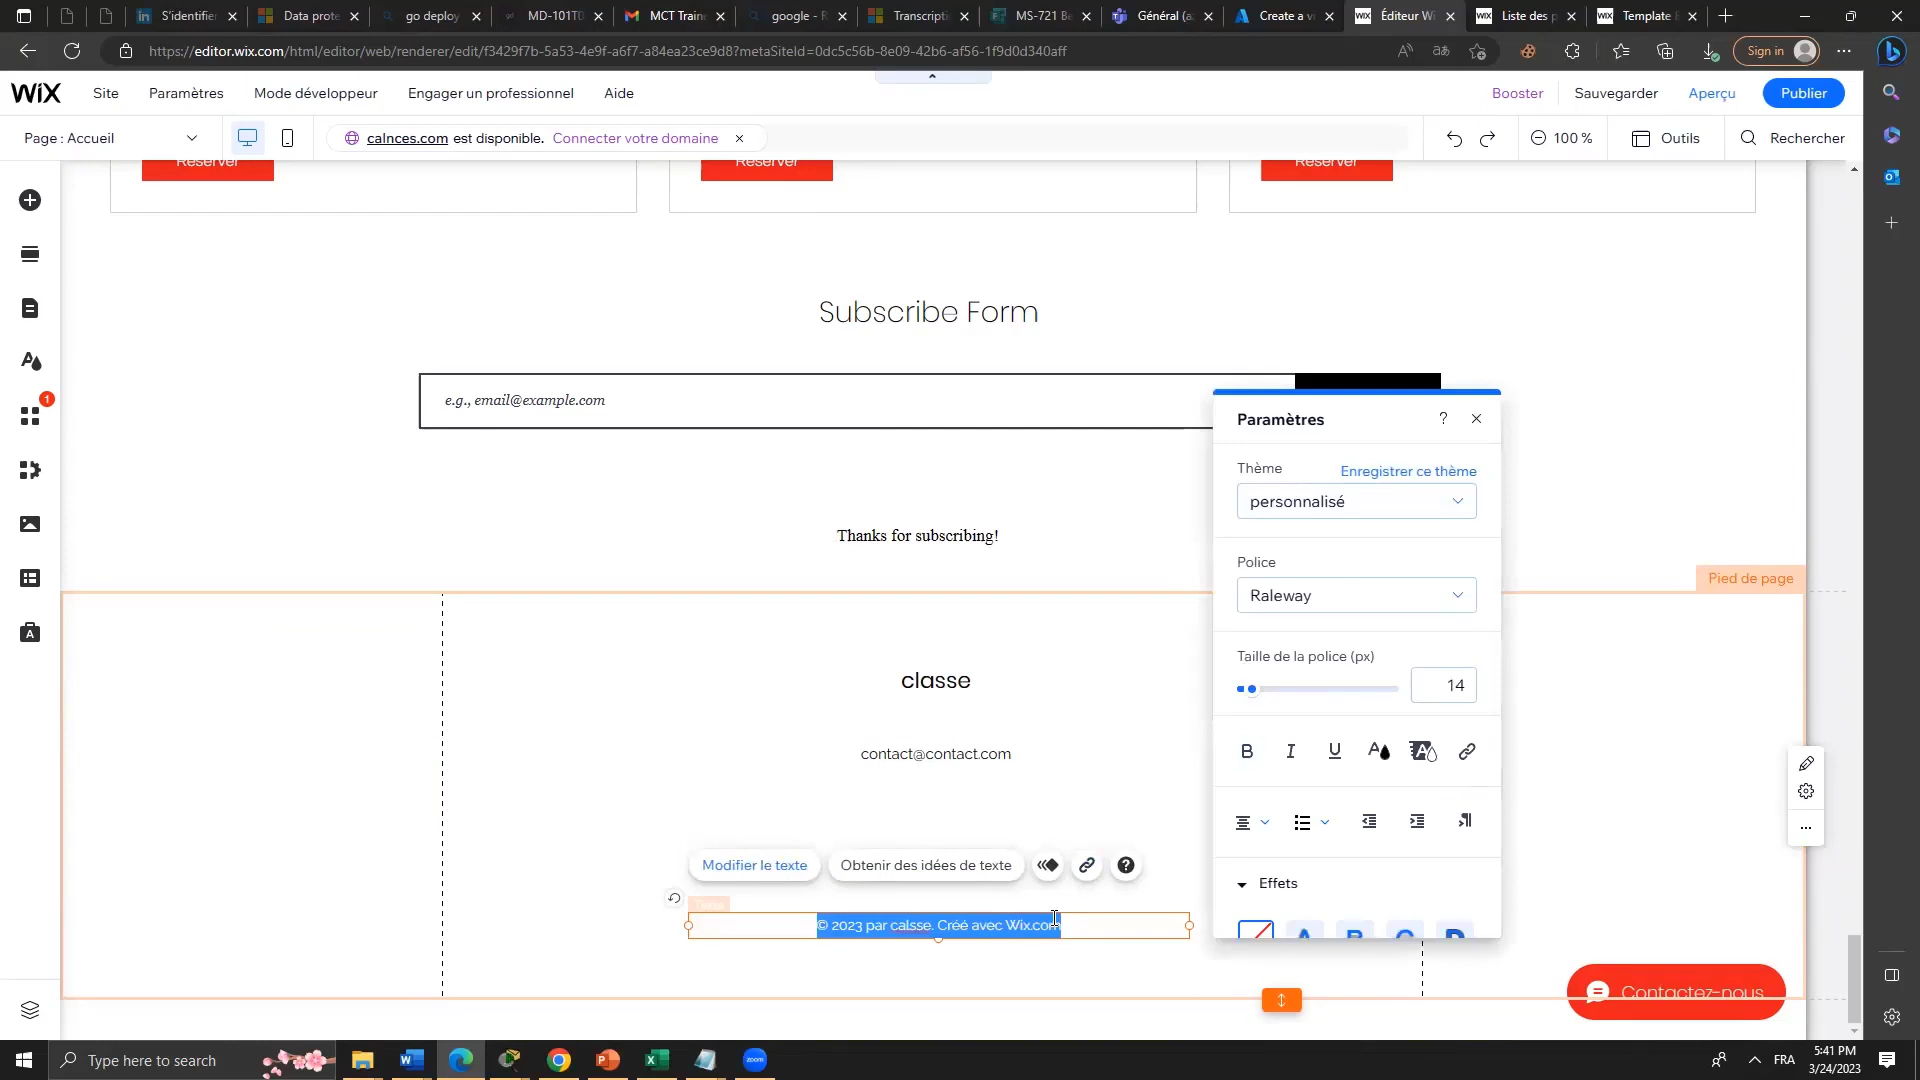 S'identifier
Data prote
go deploy
MD-101T0
MCT Train
google - R
Transcripti
MS-721 Be
Général (a
Create a vi
Éditeur Wi
Liste des p
Template
https://editor.wix.com/html/editor/web/renderer/edit/f3429f7b-5a53-4e9f-a6f7-a84ea23ce9d8?metaSiteId=0dc5c56b-8e09-42b6-af56-1f9d0d340aff
Sign in
WiX Site Paramètres Mode développeur Engager un professionnel Aide Booster Sauvegarder Aperçu Publier
Page : Accueil calnces.com est disponible. Connecter votre domaine 100 % Outils Rechercher
Réserver Réserver Réserver
1
Subscribe Form
e.g., email@example.com
Thanks for subscribing!
Pied de page
classe
contact@contact.com
Modifier le texte Obtenir des idées de texte
Texte
© 2023 par calsse. Créé avec Wix.com
Paramètres ?
Thème Enregistrer ce thème
personnalisé
Police
Raleway
Taille de la police (px)
14
B I U A A
Effets
A B C D
Contactez-nous
Type here to search
zoom
FRA
5:41 PM
3/24/2023